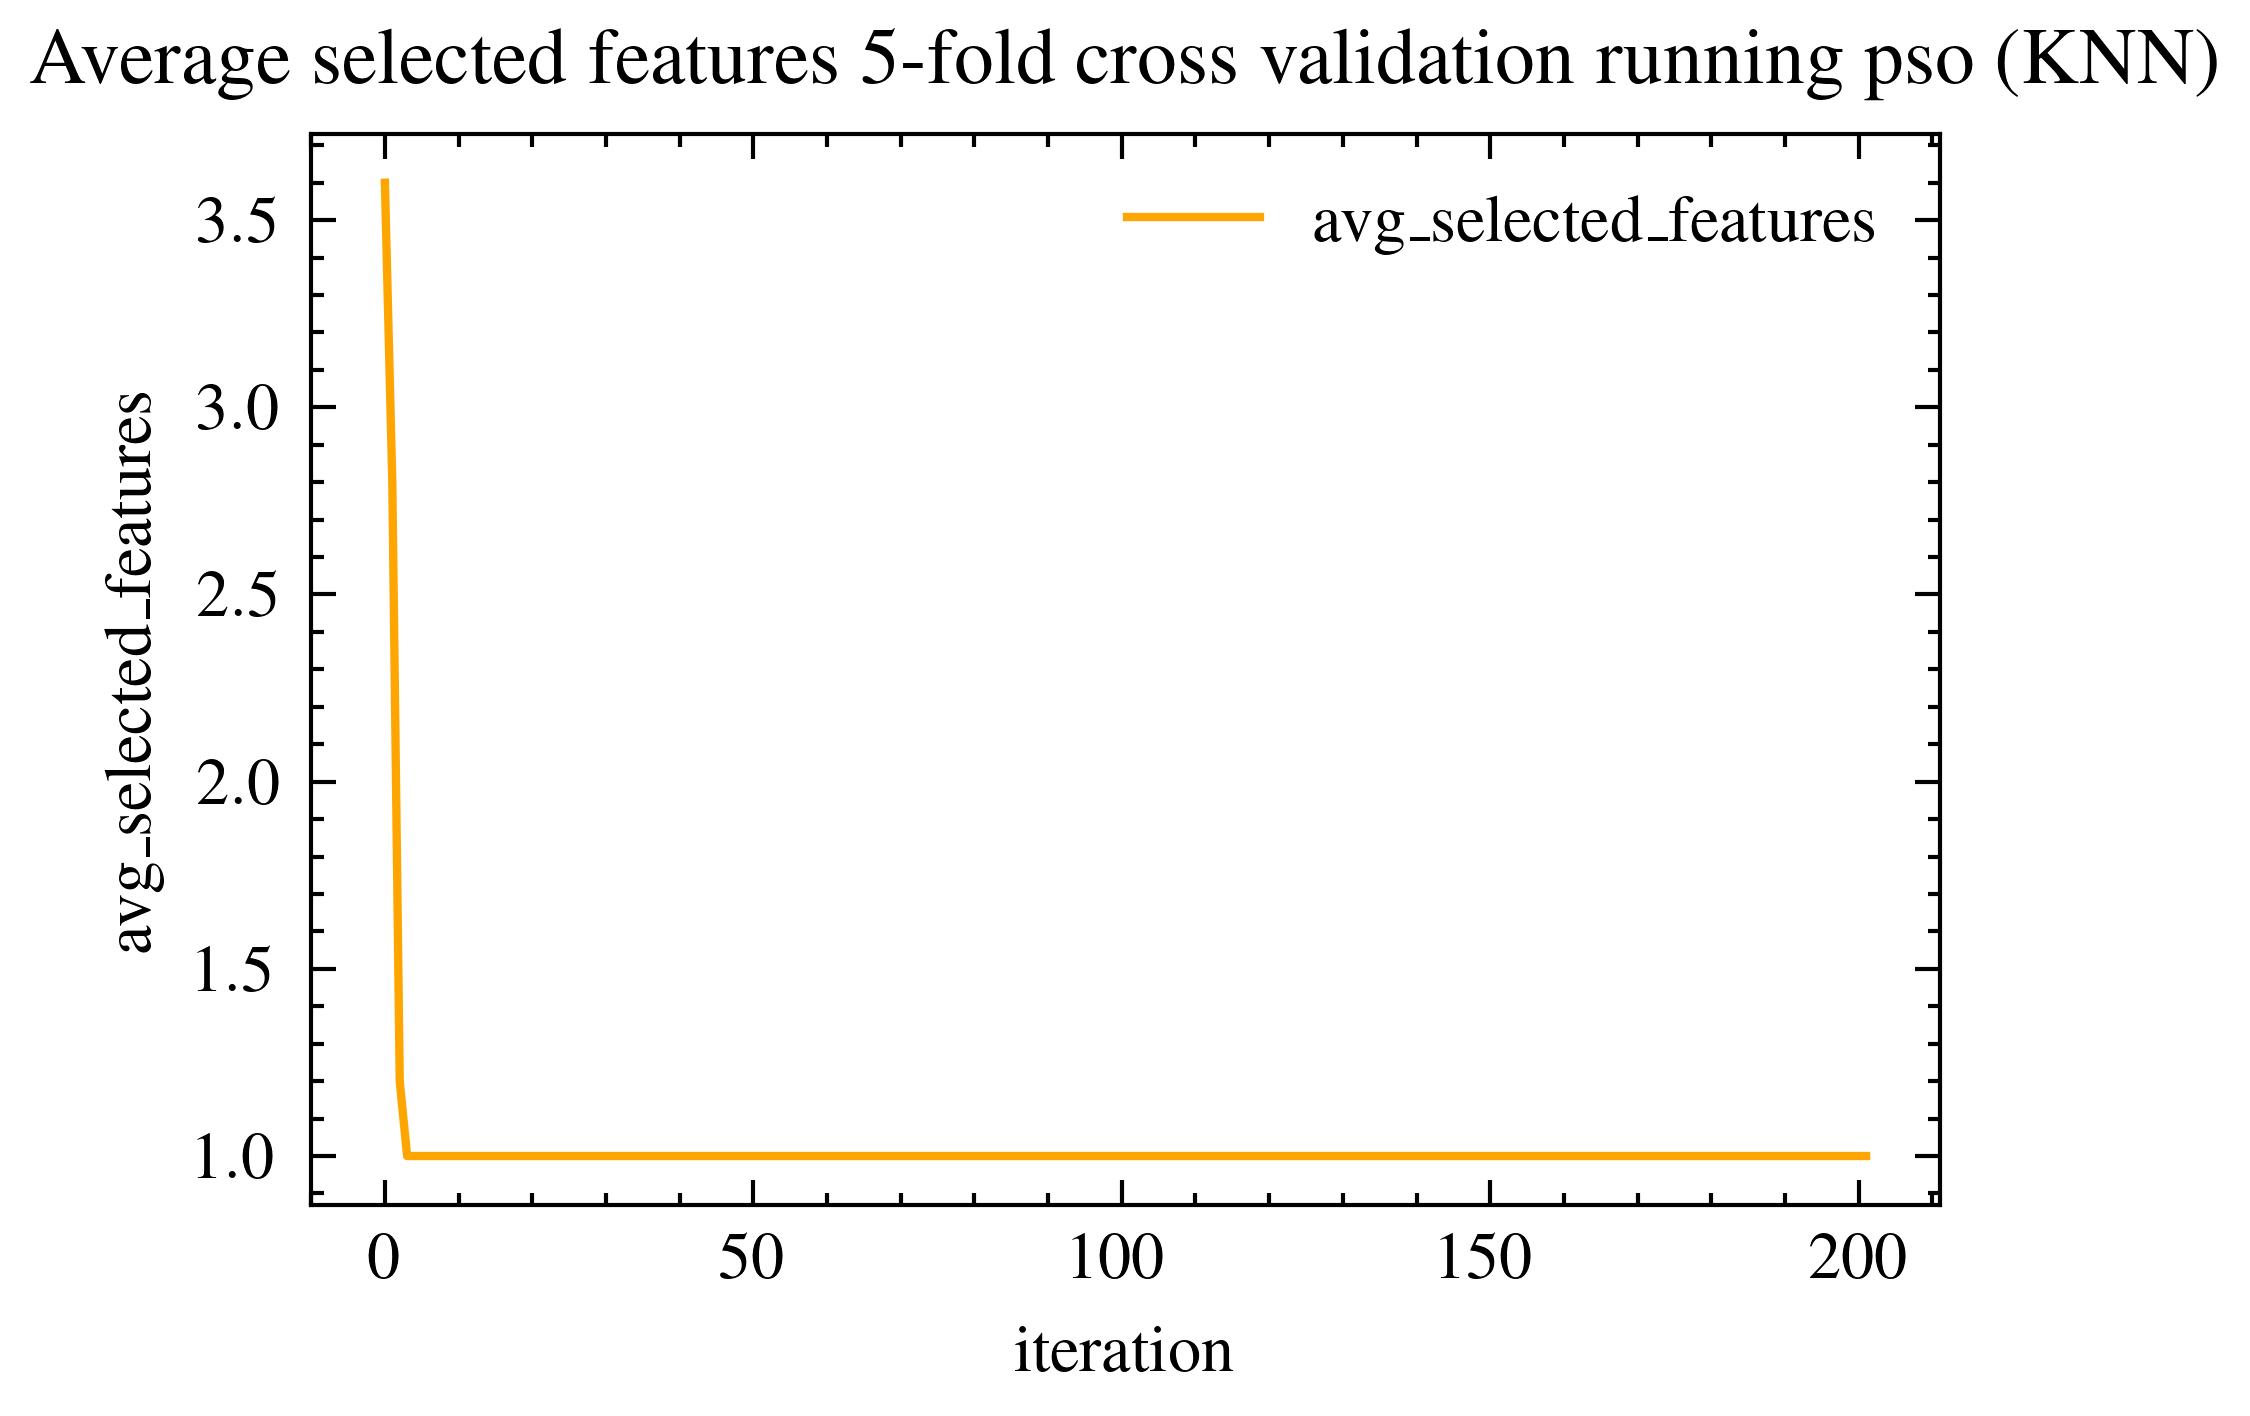 Average selected features 5-fold cross validation running pso (KNN)
avg_selected_features
3.5
3.0
2.5
2.0
1.5
1.0
avg_selected_features
0 50 100 150 200
iteration